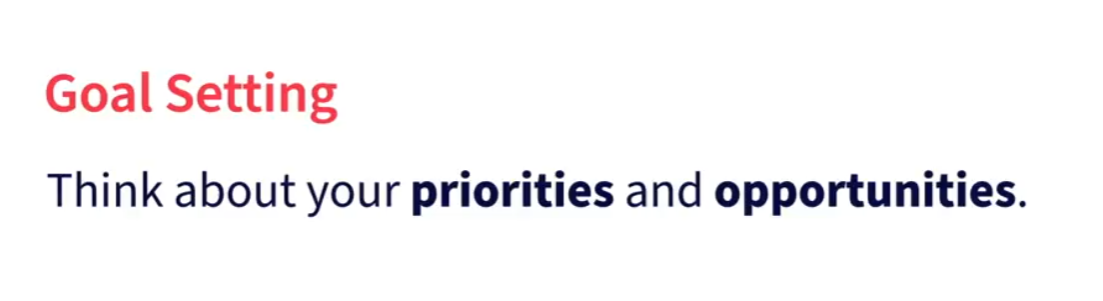 Goal Setting
Think about your priorities and opportunities.